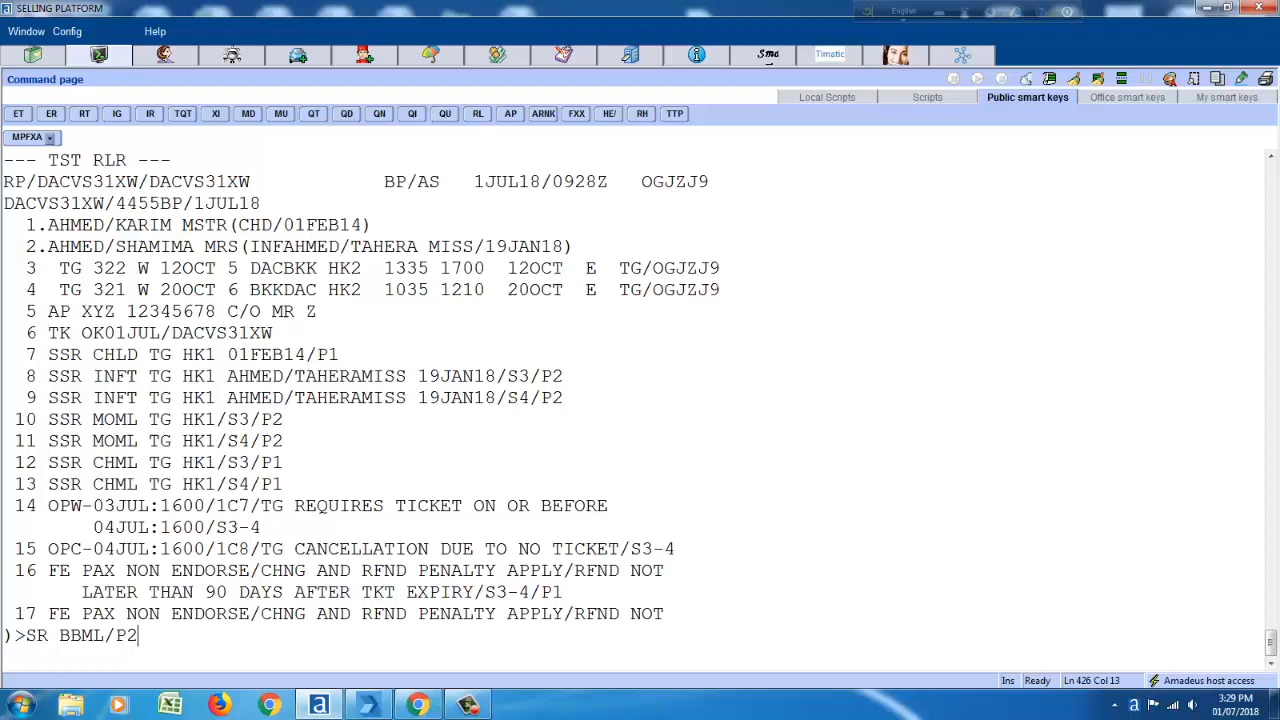 SELLING PLATFORM
English
Window Config Help
Sma
Timatic
Command page
Local Scripts Scripts Public smart keys Office smart keys My smart keys
ET ER RT IG IR TQT XI MD MU QT QD QN QI QU RL AP ARNK FXX HE/ RH TTP
MPFXA
--- TST RLR ---
RP/DACVS31XW/DACVS31XW BP/AS 1JUL18/0928Z OGJZJ9
DACVS31XW/4455BP/1JUL18
1.AHMED/KARIM MSTR(CHD/01FEB14)
2.AHMED/SHAMIMA MRS(INFAHMED/TAHERA MISS/19JAN18)
3 TG 322 W 12OCT 5 DACBKK HK2 1335 1700 12OCT E TG/OGJZJ9
4 TG 321 W 20OCT 6 BKKDAC HK2 1035 1210 20OCT E TG/OGJZJ9
5 AP XYZ 12345678 C/O MR Z
6 TK OK01JUL/DACVS31XW
7 SSR CHLD TG HK1 01FEB14/P1
8 SSR INFT TG HK1 AHMED/TAHERAMISS 19JAN18/S3/P2
9 SSR INFT TG HK1 AHMED/TAHERAMISS 19JAN18/S4/P2
10 SSR MOML TG HK1/S3/P2
11 SSR MOML TG HK1/S4/P2
12 SSR CHML TG HK1/S3/P1
13 SSR CHML TG HK1/S4/P1
14 OPW-03JUL:1600/1C7/TG REQUIRES TICKET ON OR BEFORE
04JUL:1600/S3-4
15 OPC-04JUL:1600/1C8/TG CANCELLATION DUE TO NO TICKET/S3-4
16 FE PAX NON ENDORSE/CHNG AND RFND PENALTY APPLY/RFND NOT
LATER THAN 90 DAYS AFTER TKT EXPIRY/S3-4/P1
17 FE PAX NON ENDORSE/CHNG AND RFND PENALTY APPLY/RFND NOT
)>SR BBML/P2
Ins Ready Ln 426 Col 13 Amadeus host access
3:29 PM
01/07/2018